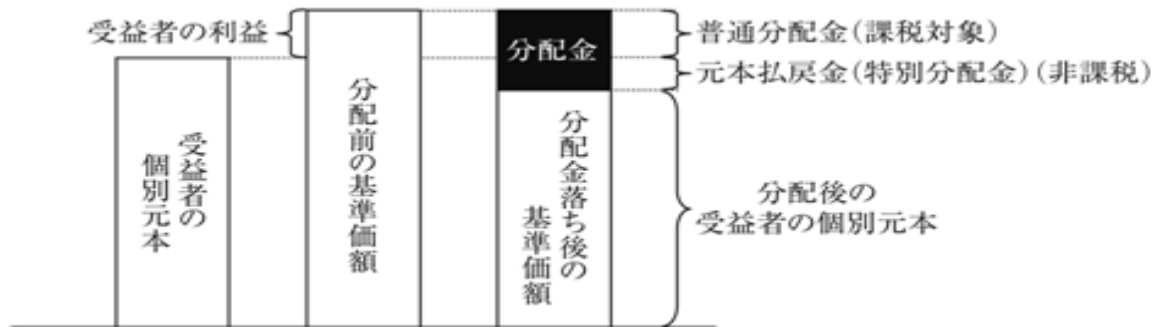 受益者の利益
受益者の
個別元本
分配前の基準価額
分配金
分配金落ち後の
基準価額
普通分配金(課税対象)
元本払戻金(特別分配金)(非課税)
分配後の
受益者の個別元本